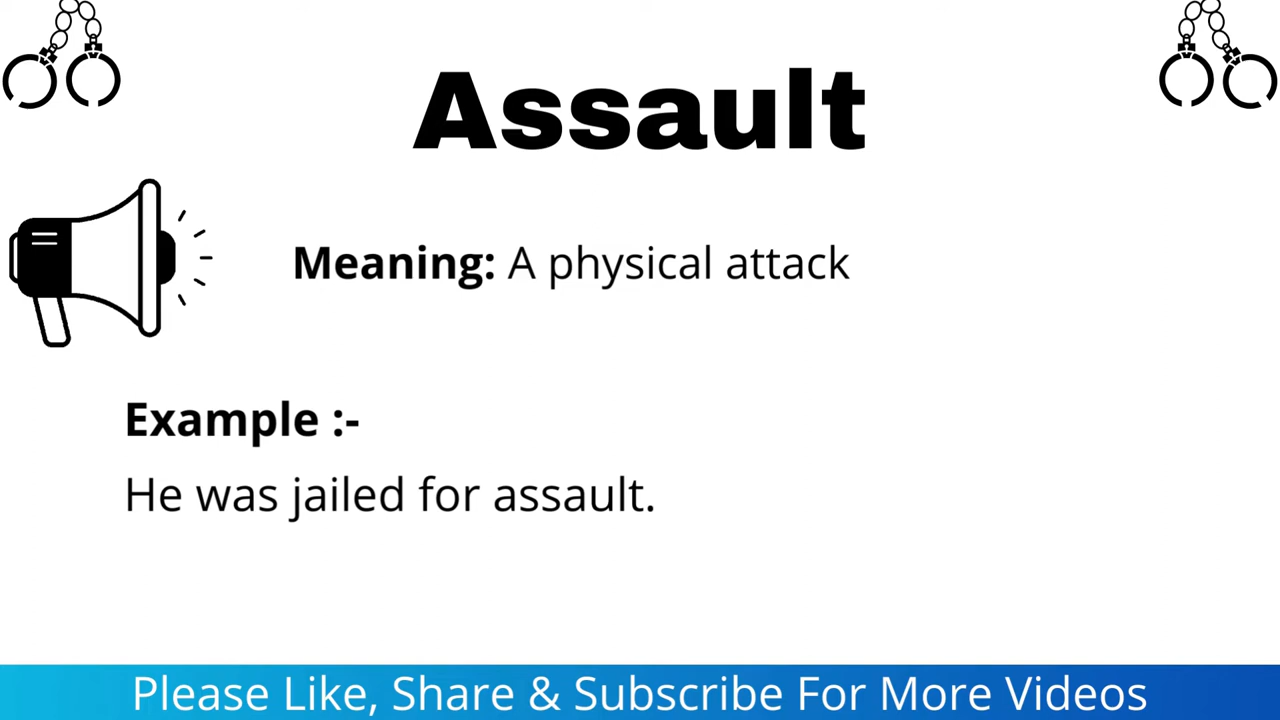 Assault
Meaning: A physical attack
Example :-
He was jailed for assault.
Please Like, Share & Subscribe For More Videos